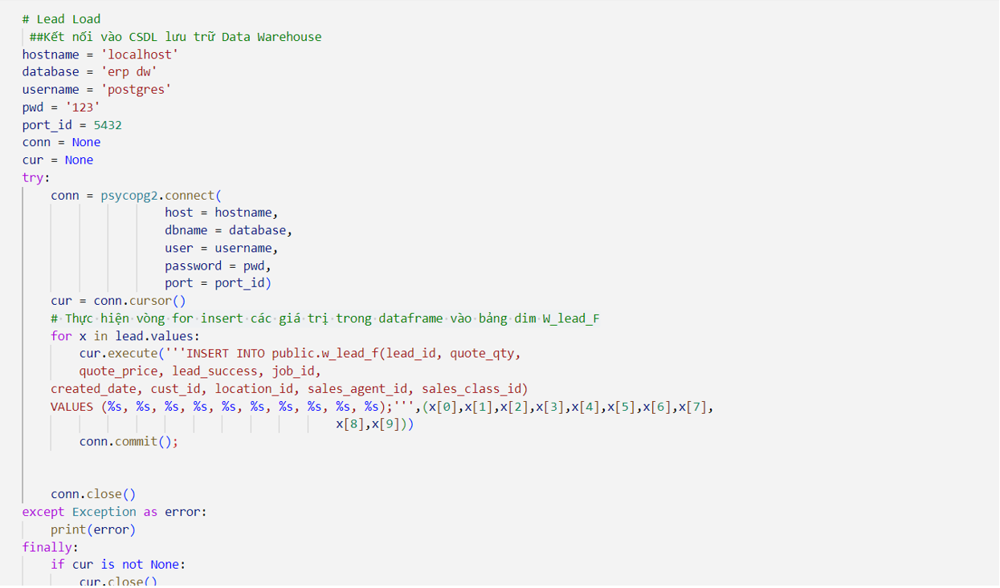 # Lead Load
##Kết nối vào CSDL lưu trữ Data Warehouse
hostname = 'localhost'
database = 'erp dw'
username = 'postgres'
pwd = '123'
port_id = 5432
conn = None
cur = None
try:
conn = psycopg2.connect(
host = hostname,
dbname = database,
user = username,
password = pwd,
port = port_id)
cur = conn.cursor()
# Thực hiện vòng for insert các giá trị trong dataframe vào bảng dim W_lead_F
for x in lead.values:
cur.execute('''INSERT INTO public.w_lead_f(lead_id, quote_qty,
quote_price, lead_success, job_id,
created_date, cust_id, location_id, sales_agent_id, sales_class_id)
VALUES (%s, %s, %s, %s, %s, %s, %s, %s, %s, %s);''',(x[0],x[1],x[2],x[3],x[4],x[5],x[6],x[7],
x[8],x[9]))
conn.commit();
conn.close()
except Exception as error:
print(error)
finally:
if cur is not None:
cur.close()